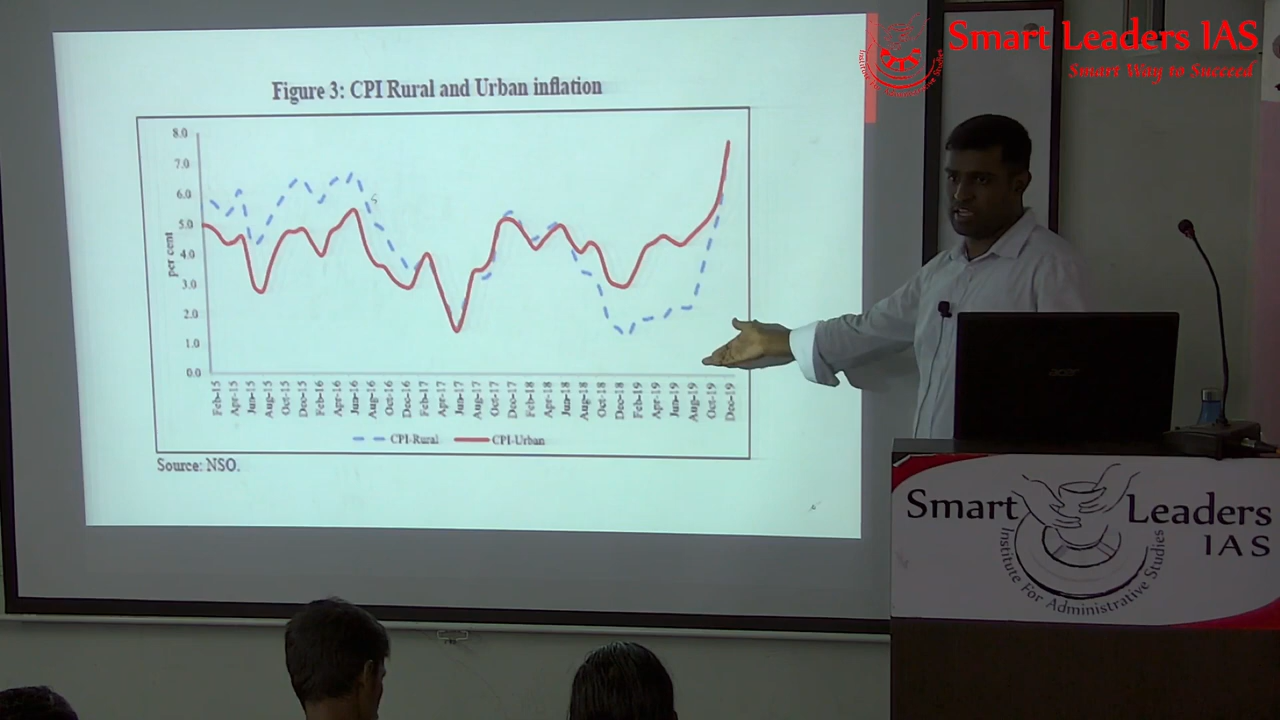 Smart Leaders IAS
Smart Way to Succeed
Institute For Administrative Studies
Figure 3: CPI Rural and Urban inflation
8.0
7.0
6.0
5.0
4.0
3.0
2.0
1.0
0.0
per cent
Feb-15
Apr-15
Jun-15
Aug-15
Oct-15
Dec-15
Feb-16
Apr-16
Jun-16
Aug-16
Oct-16
Dec-16
Feb-17
Apr-17
Jun-17
Aug-17
Oct-17
Dec-17
Feb-18
Apr-18
Jun-18
Aug-18
Oct-18
Dec-18
Feb-19
Apr-19
Jun-19
Aug-19
Oct-19
Dec-19
CPI-Rural CPI-Urban
Source: NSO.
acer
Smart Leaders
IAS
Institute For Administrative Studies